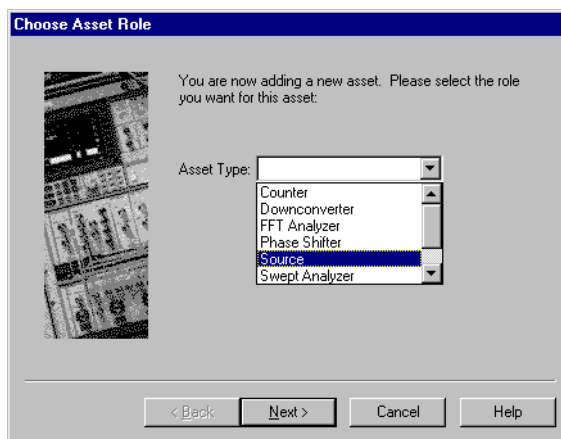 Choose Asset Role
You are now adding a new asset.  Please select the role
you want for this asset:
Asset Type:
Counter
Downconverter
FFT Analyzer
Phase Shifter
Source
Swept Analyzer
< Back
Next >
Cancel
Help